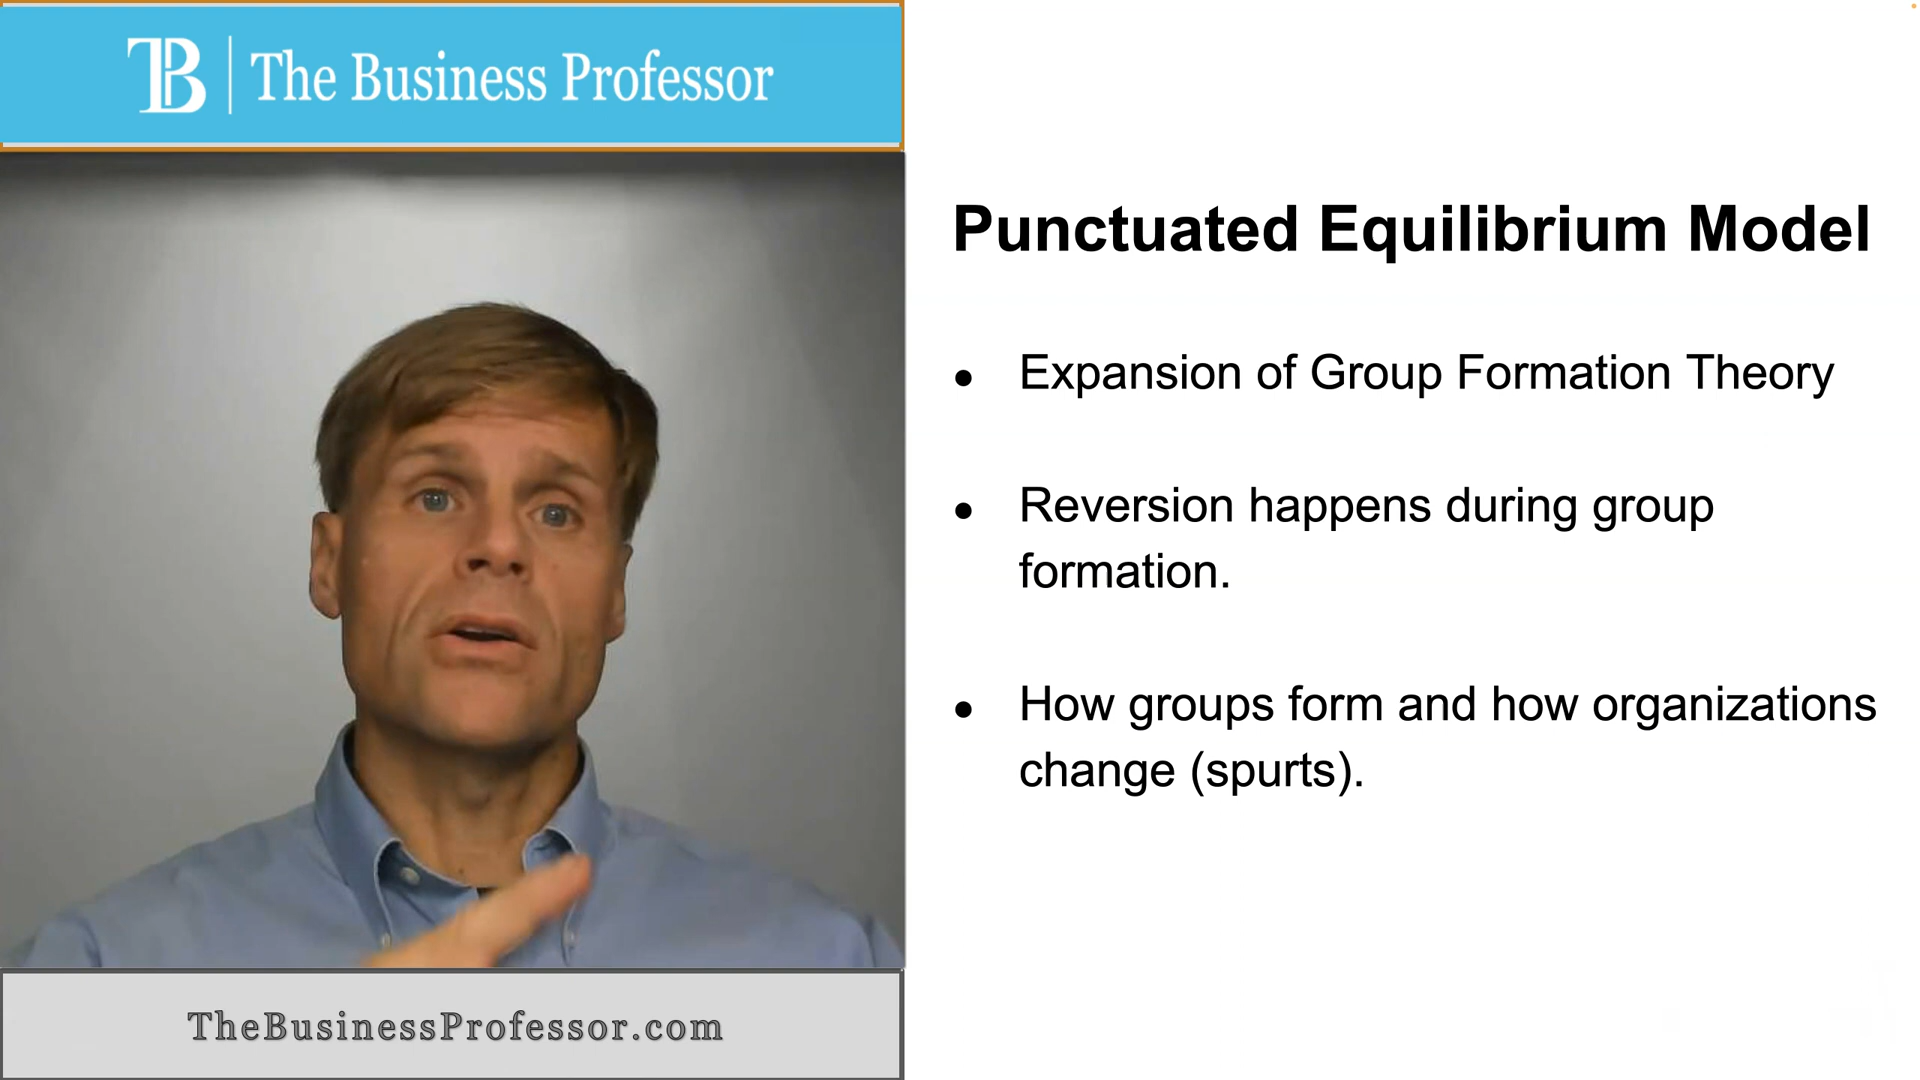 TB | The Business Professor
Punctuated Equilibrium Model
● Expansion of Group Formation Theory
● Reversion happens during group
formation.
● How groups form and how organizations
change (spurts).
TheBusinessProfessor.com